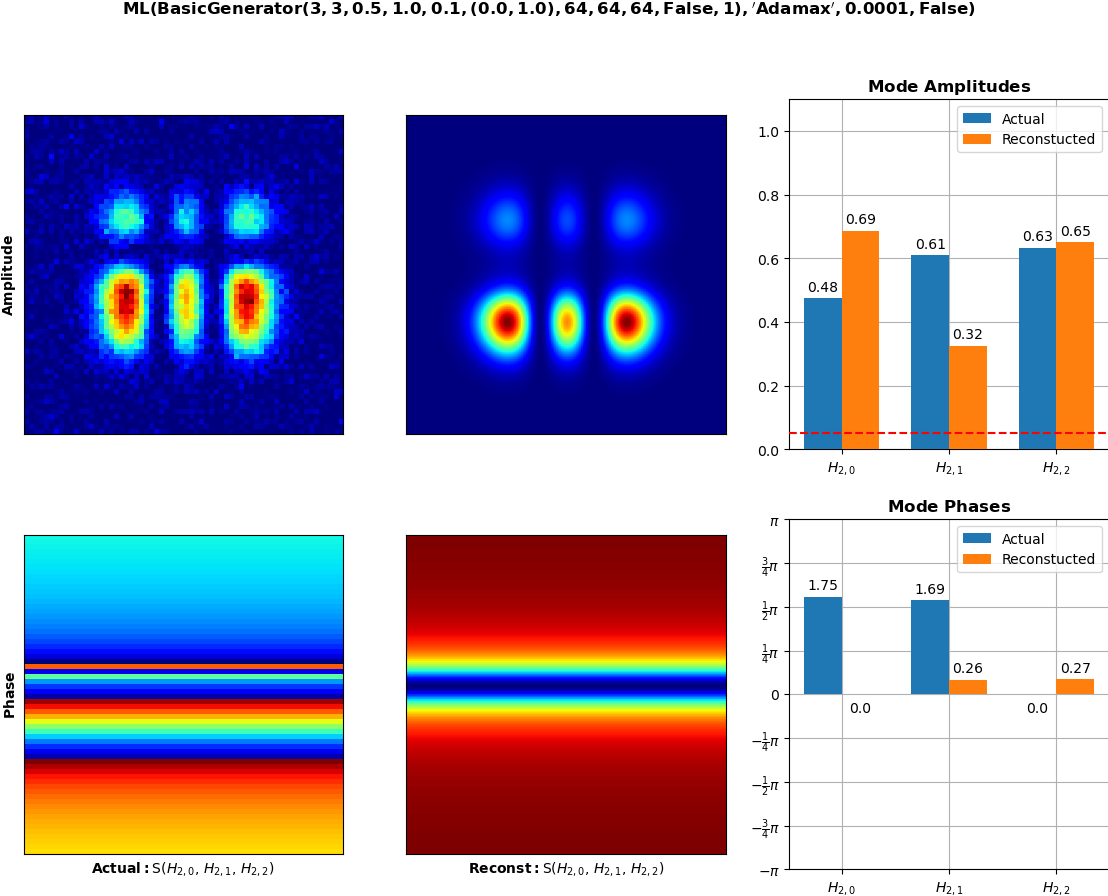 ML(BasicGenerator(3, 3, 0.5, 1.0, 0.1, (0.0, 1.0), 64, 64, 64, False, 1), ′Adamax′, 0.0001, False)
Amplitude
Mode Amplitudes
Actual
Reconstucted
1.0
0.8
0.6
0.4
0.2
0.0
0.48
0.69
0.61
0.32
0.63
0.65
H2,0
H2,1
H2,2
Phase
Actual: S(H2,0, H2,1, H2,2)
Reconst: S(H2,0, H2,1, H2,2)
Mode Phases
Actual
Reconstucted
π
3/4π
1/2π
1/4π
0
−1/4π
−1/2π
−3/4π
−π
1.75
0.0
1.69
0.26
0.0
0.27
H2,0
H2,1
H2,2